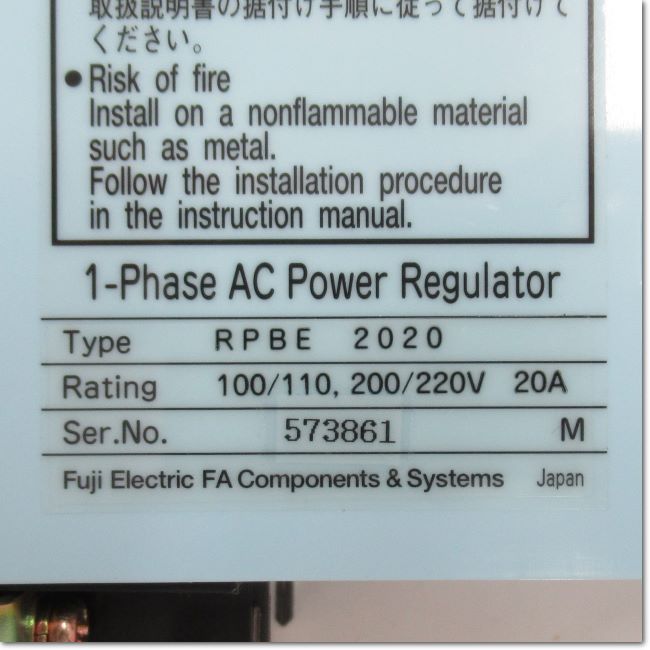 取扱説明書の据付け手順に従って据付けて
ください。
●Risk of fire
Install on a nonflammable material
such as metal.
Follow the installation procedure
in the instruction manual.
1-Phase AC Power Regulator
Type RPBE 2020
Rating 100/110, 200/220V 20A
Ser.No. 573861 M
Fuji Electric FA Components & Systems Japan